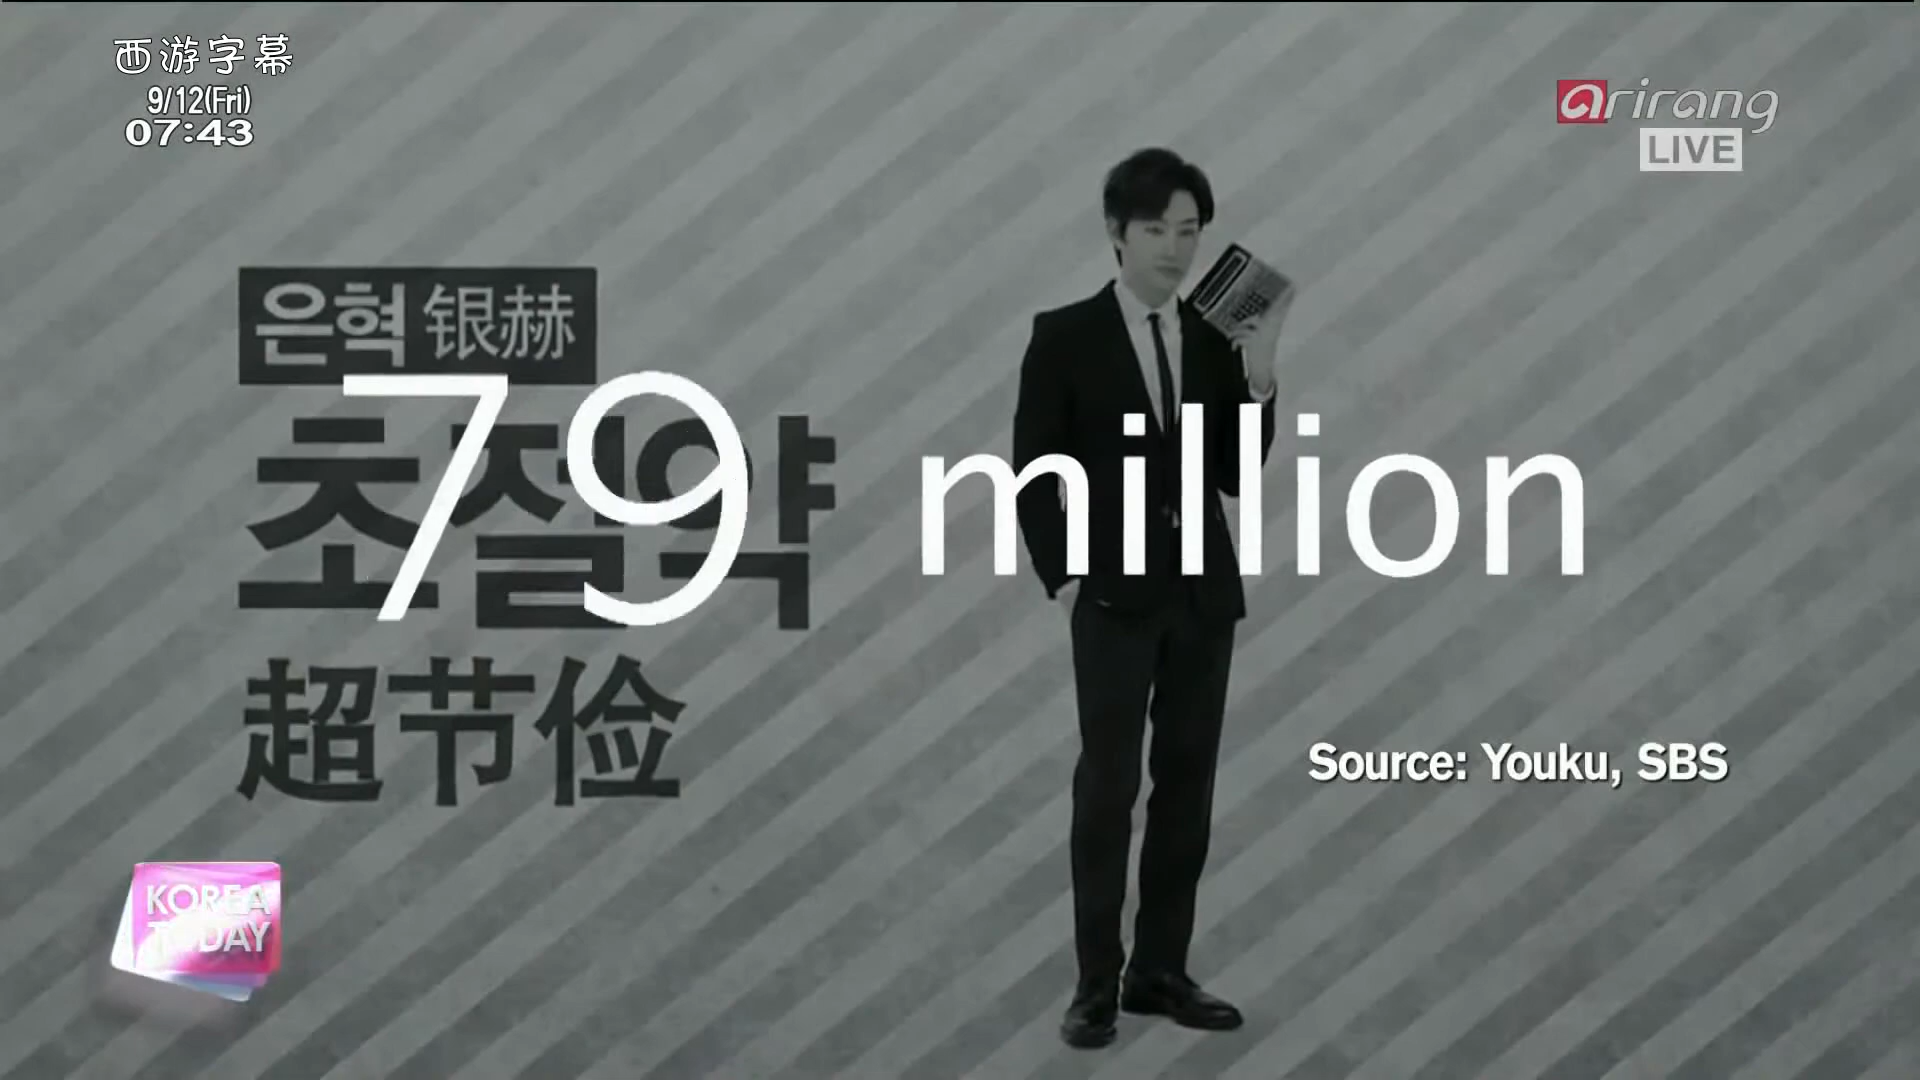 西游字幕
9/12(Fri)
07:43
arirang
LIVE
은혁 银赫
79 million
초절약
超节俭
Source: Youku, SBS
KOREA
TODAY